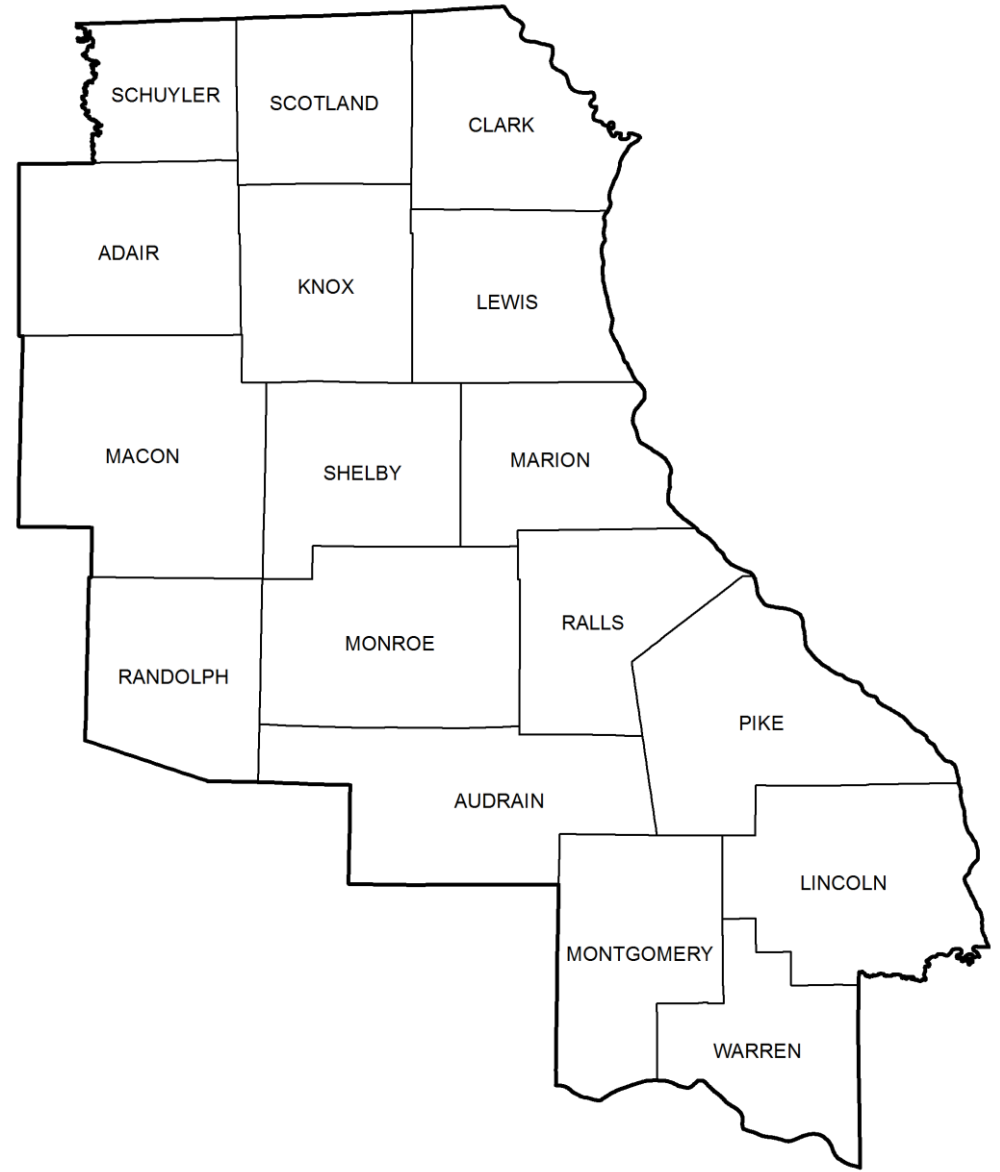 SCHUYLER
SCOTLAND
CLARK
ADAIR
KNOX
LEWIS
MACON
SHELBY
MARION
RALLS
MONROE
RANDOLPH
PIKE
AUDRAIN
LINCOLN
MONTGOMERY
WARREN